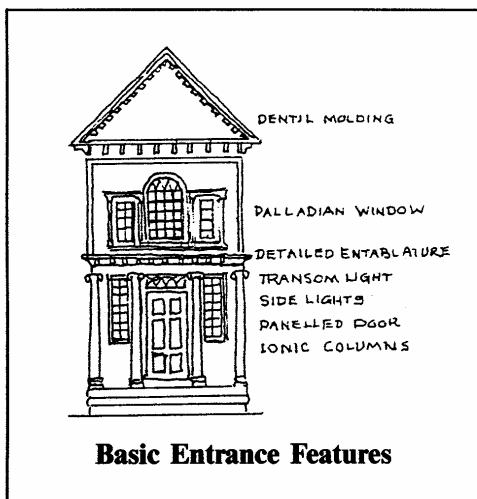 DENTIL MOLDING
PALLADIAN WINDOW
DETAILED ENTABLATURE
TRANSOM LIGHT
SIDE LIGHTS
PANELLED DOOR
IONIC COLUMNS
Basic Entrance Features